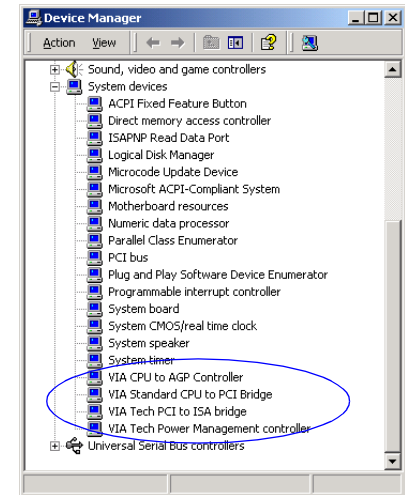 Device Manager
Action View
Sound, video and game controllers
System devices
ACPI Fixed Feature Button
Direct memory access controller
ISAPNP Read Data Port
Logical Disk Manager
Microcode Update Device
Microsoft ACPI-Compliant System
Motherboard resources
Numeric data processor
Parallel Class Enumerator
PCI bus
Plug and Play Software Device Enumerator
Programmable interrupt controller
System board
System CMOS/real time clock
System speaker
System timer
VIA CPU to AGP Controller
VIA Standard CPU to PCI Bridge
VIA Tech PCI to ISA bridge
VIA Tech Power Management controller
Universal Serial Bus controllers